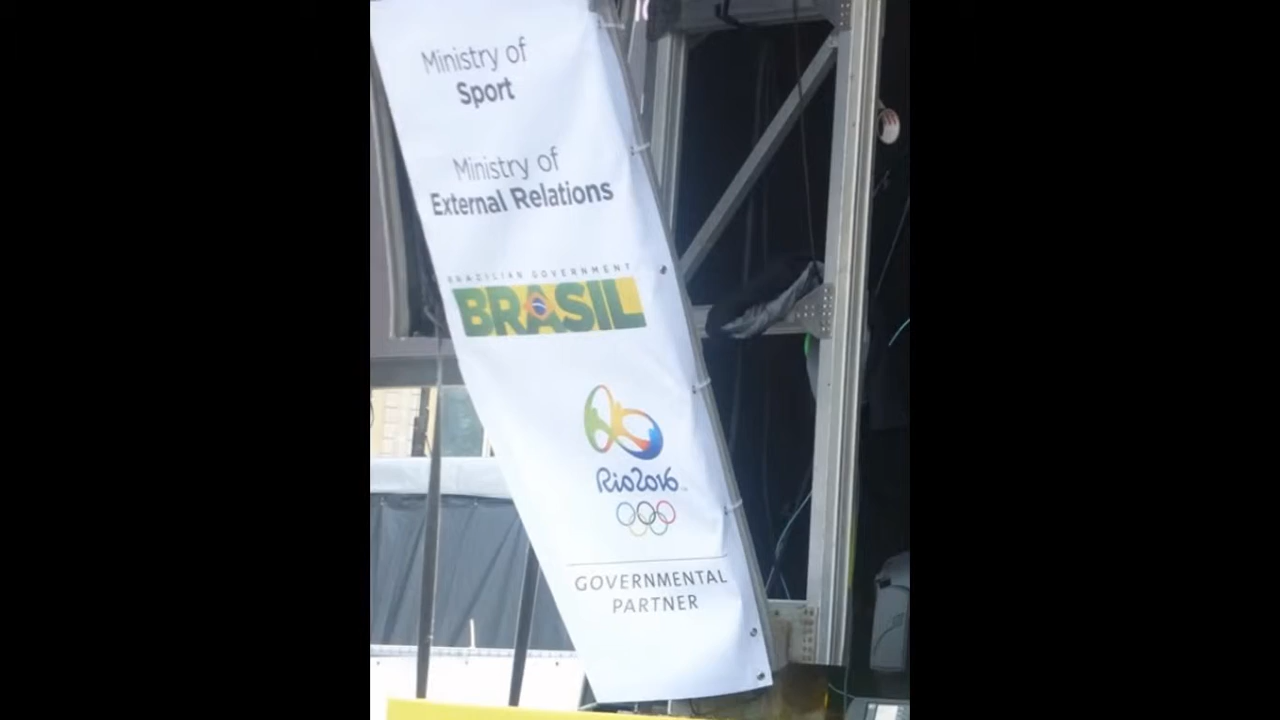 Ministry of
Sport
Ministry of
External Relations
BRAZILIAN GOVERNMENT
BRASIL
Rio2016
GOVERNMENTAL
PARTNER